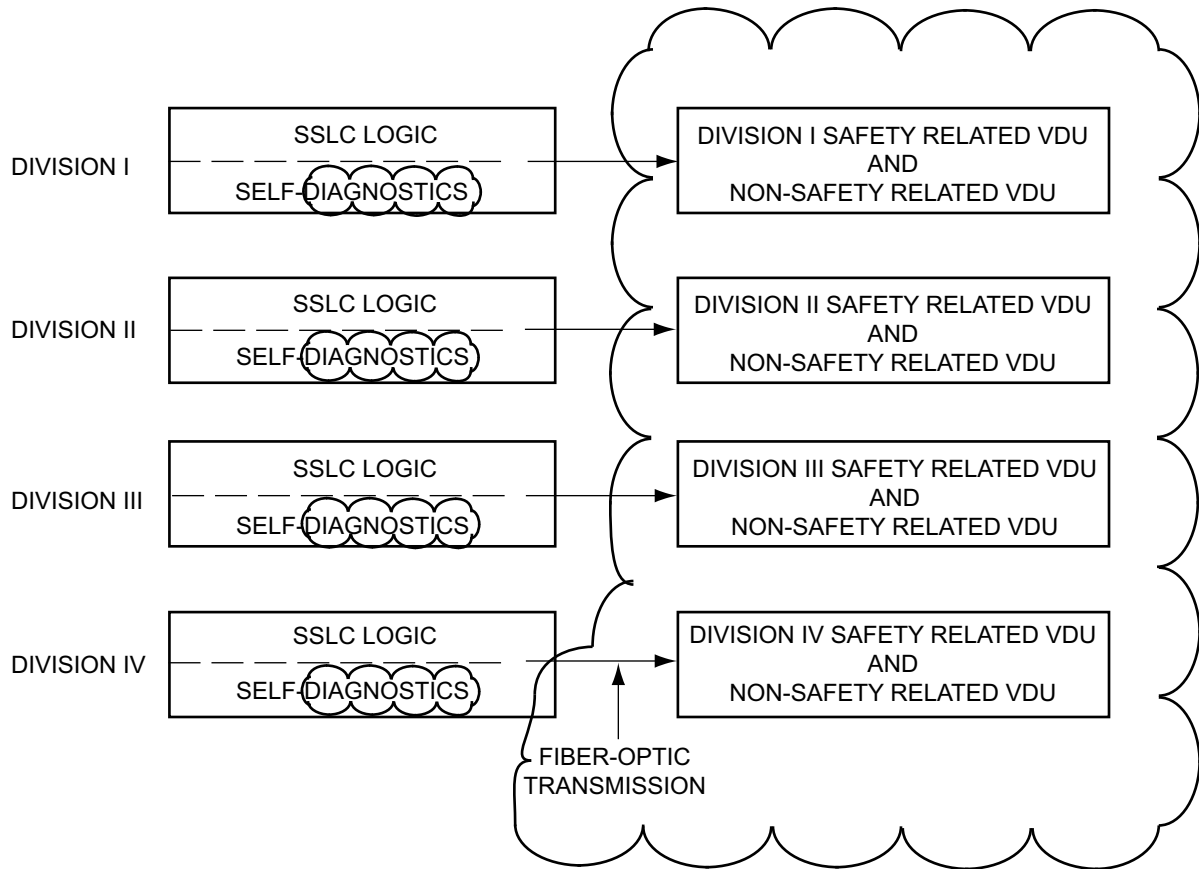 DIVISION I
SSLC LOGIC
SELF-DIAGNOSTICS
DIVISION I SAFETY RELATED VDU
AND
NON-SAFETY RELATED VDU
DIVISION II
SSLC LOGIC
SELF-DIAGNOSTICS
DIVISION II SAFETY RELATED VDU
AND
NON-SAFETY RELATED VDU
DIVISION III
SSLC LOGIC
SELF-DIAGNOSTICS
DIVISION III SAFETY RELATED VDU
AND
NON-SAFETY RELATED VDU
DIVISION IV
SSLC LOGIC
SELF-DIAGNOSTICS
DIVISION IV SAFETY RELATED VDU
AND
NON-SAFETY RELATED VDU
FIBER-OPTIC
TRANSMISSION